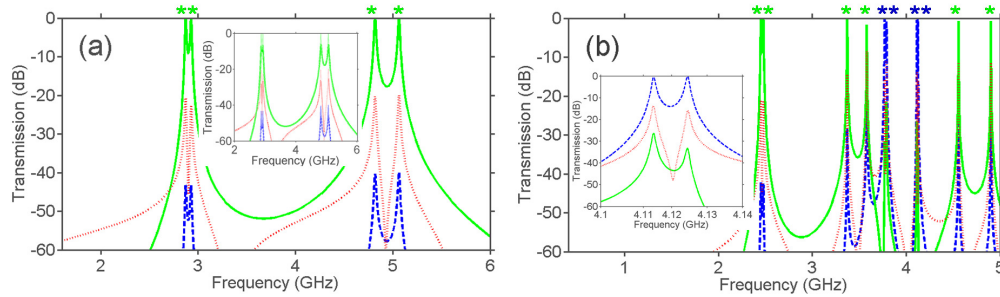 ** **
(a)
Transmission (dB)
0
-10
-20
-30
-40
-50
-60
2 3 4 5 6
Frequency (GHz)
Transmission (dB)
0
-20
-40
-60
2 3 4 5 6
Frequency (GHz)
** * * ** ** * *
(b)
Transmission (dB)
0
-10
-20
-30
-40
-50
-60
1 2 3 4 5
Frequency (GHz)
Transmission (dB)
0
-10
-20
-30
-40
-50
-60
4.1 4.11 4.12 4.13 4.14
Frequency (GHz)